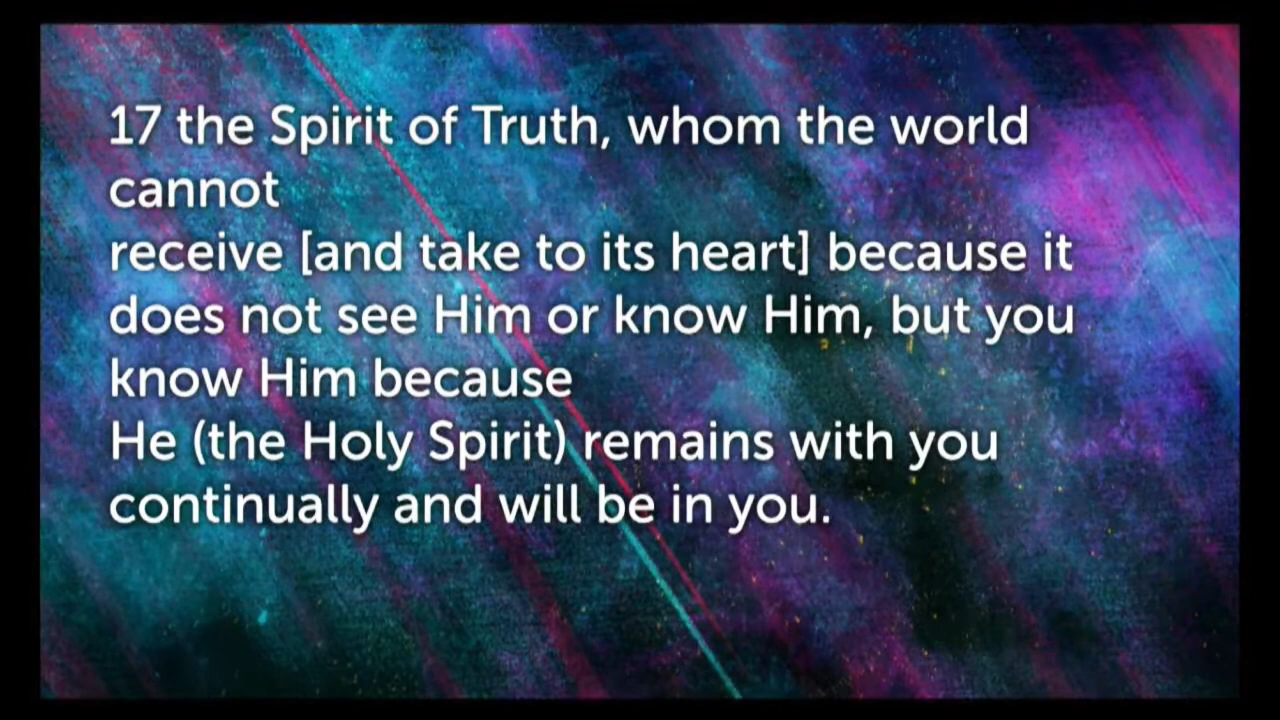 17 the Spirit of Truth, whom the world
cannot
receive [and take to its heart] because it
does not see Him or know Him, but you
know Him because
He (the Holy Spirit) remains with you
continually and will be in you.